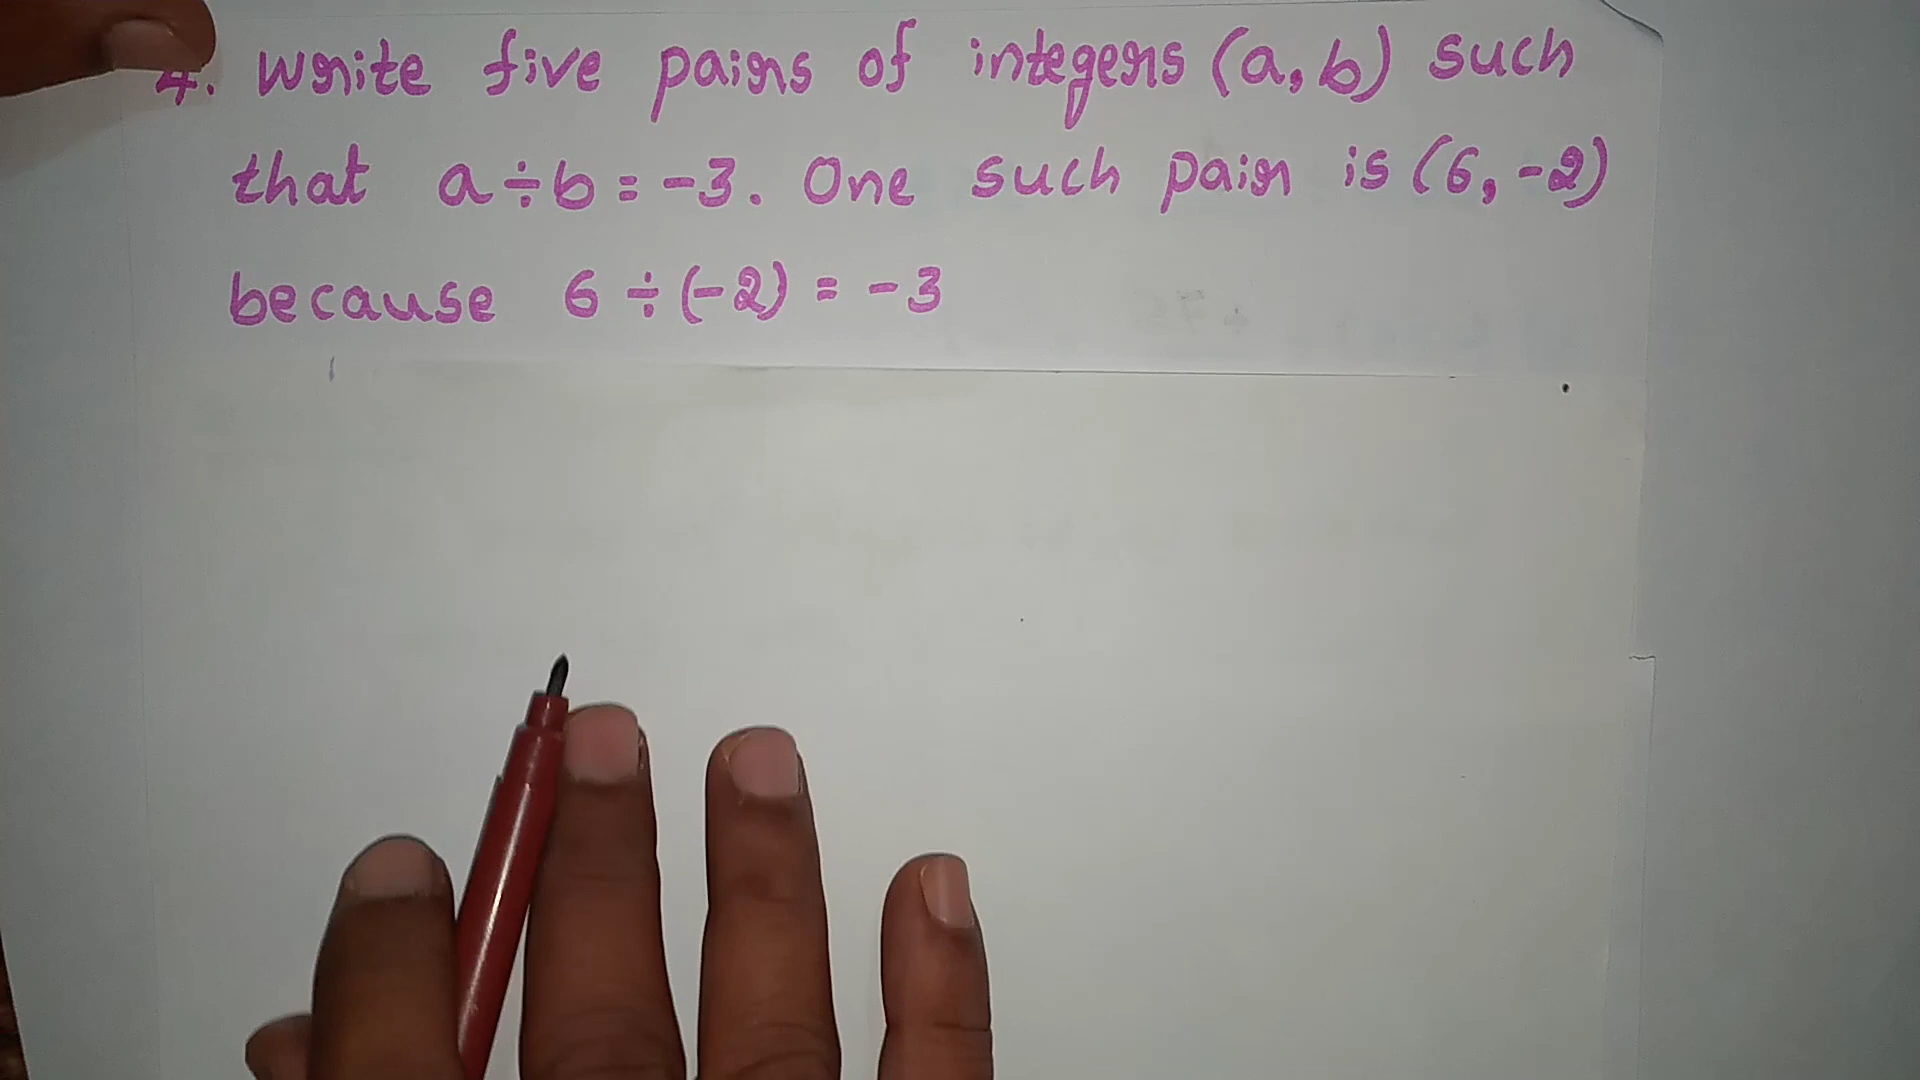 4. Write five pairs of integers (a, b) such
that a ÷ b = -3. One such pair is (6, -2)
because 6 ÷ (-2) = -3